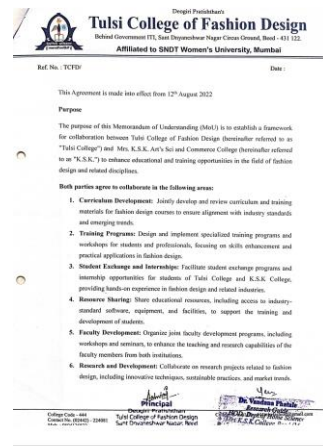 Deogiri Pratishthan's
Tulsi College of Fashion Design
Behind Government ITI, Sant Dnyaneshwar Nagar Circus Ground, Beed - 431 122.
Affiliated to SNDT Women's University, Mumbai
Ref. No. : TCFD/ Date :
This Agreement is made into effect from 12th August 2022
Purpose
The purpose of this Memorandum of Understanding (MoU) is to establish a framework
for collaboration between Tulsi College of Fashion Design (hereinafter referred to as
"Tulsi College") and Mrs. K.S.K. Art's Sci and Commerce College (hereinafter referred
to as "K.S.K.") to enhance educational and training opportunities in the field of fashion
design and related disciplines.
Both parties agree to collaborate in the following areas:
1. Curriculum Development: Jointly develop and review curriculum and training
materials for fashion design courses to ensure alignment with industry standards
and emerging trends.
2. Training Programs: Design and implement specialized training programs and
workshops for students and professionals, focusing on skills enhancement and
practical applications in fashion design.
3. Student Exchange and Internships: Facilitate student exchange programs and
internship opportunities for students of Tulsi College and K.S.K College,
providing hands-on experience in fashion design and related industries.
4. Resource Sharing: Share educational resources, including access to industry-
standard software, equipment, and facilities, to support the training and
development of students.
5. Faculty Development: Organize joint faculty development programs, including
workshops and seminars, to enhance the teaching and research capabilities of the
faculty members from both institutions.
6. Research and Development: Collaborate on research projects related to fashion
design, including innovative techniques, sustainable practices, and market trends.
Principal
Deogiri Pratishthan
Tulsi College of Fashion Design
Sant Dnyaneshwar Nagar, Beed
College Code - 444
Contact No. (02442) - 224081
Dr. Vandana Phatale
Research Guide
HOD: Dept of Home Science